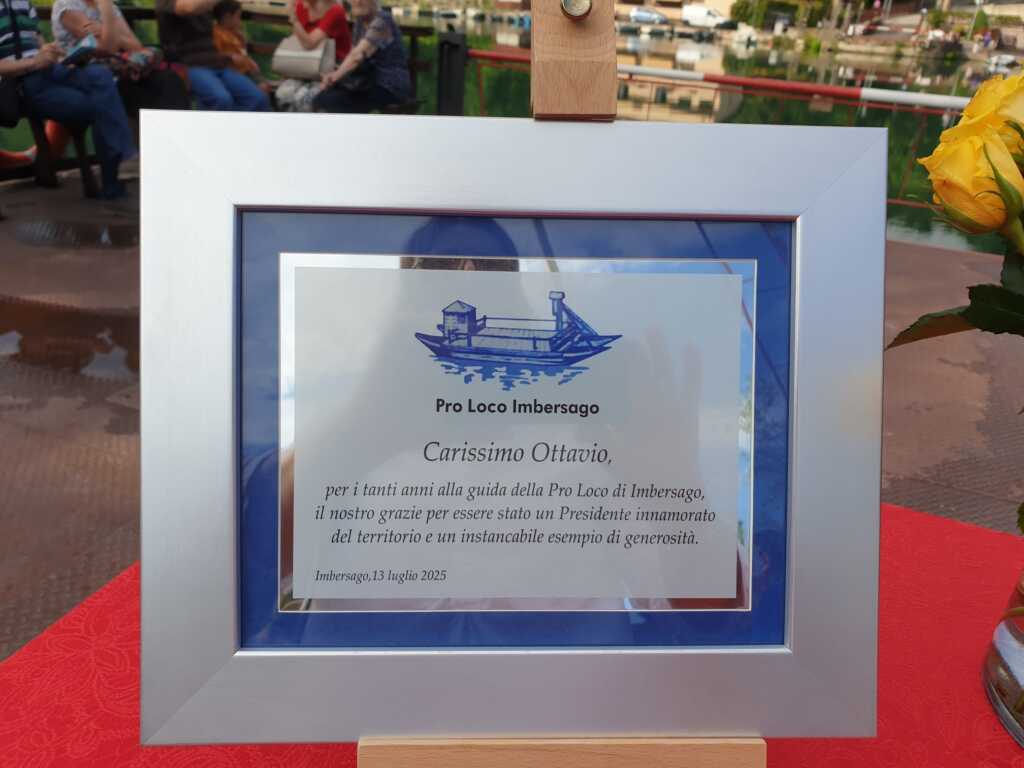 Pro Loco Imbersago
Carissimo Ottavio,
per i tanti anni alla guida della Pro Loco di Imbersago,
il nostro grazie per essere stato un Presidente innamorato
del territorio e un instancabile esempio di generosità.
Imbersago,13 luglio 2025